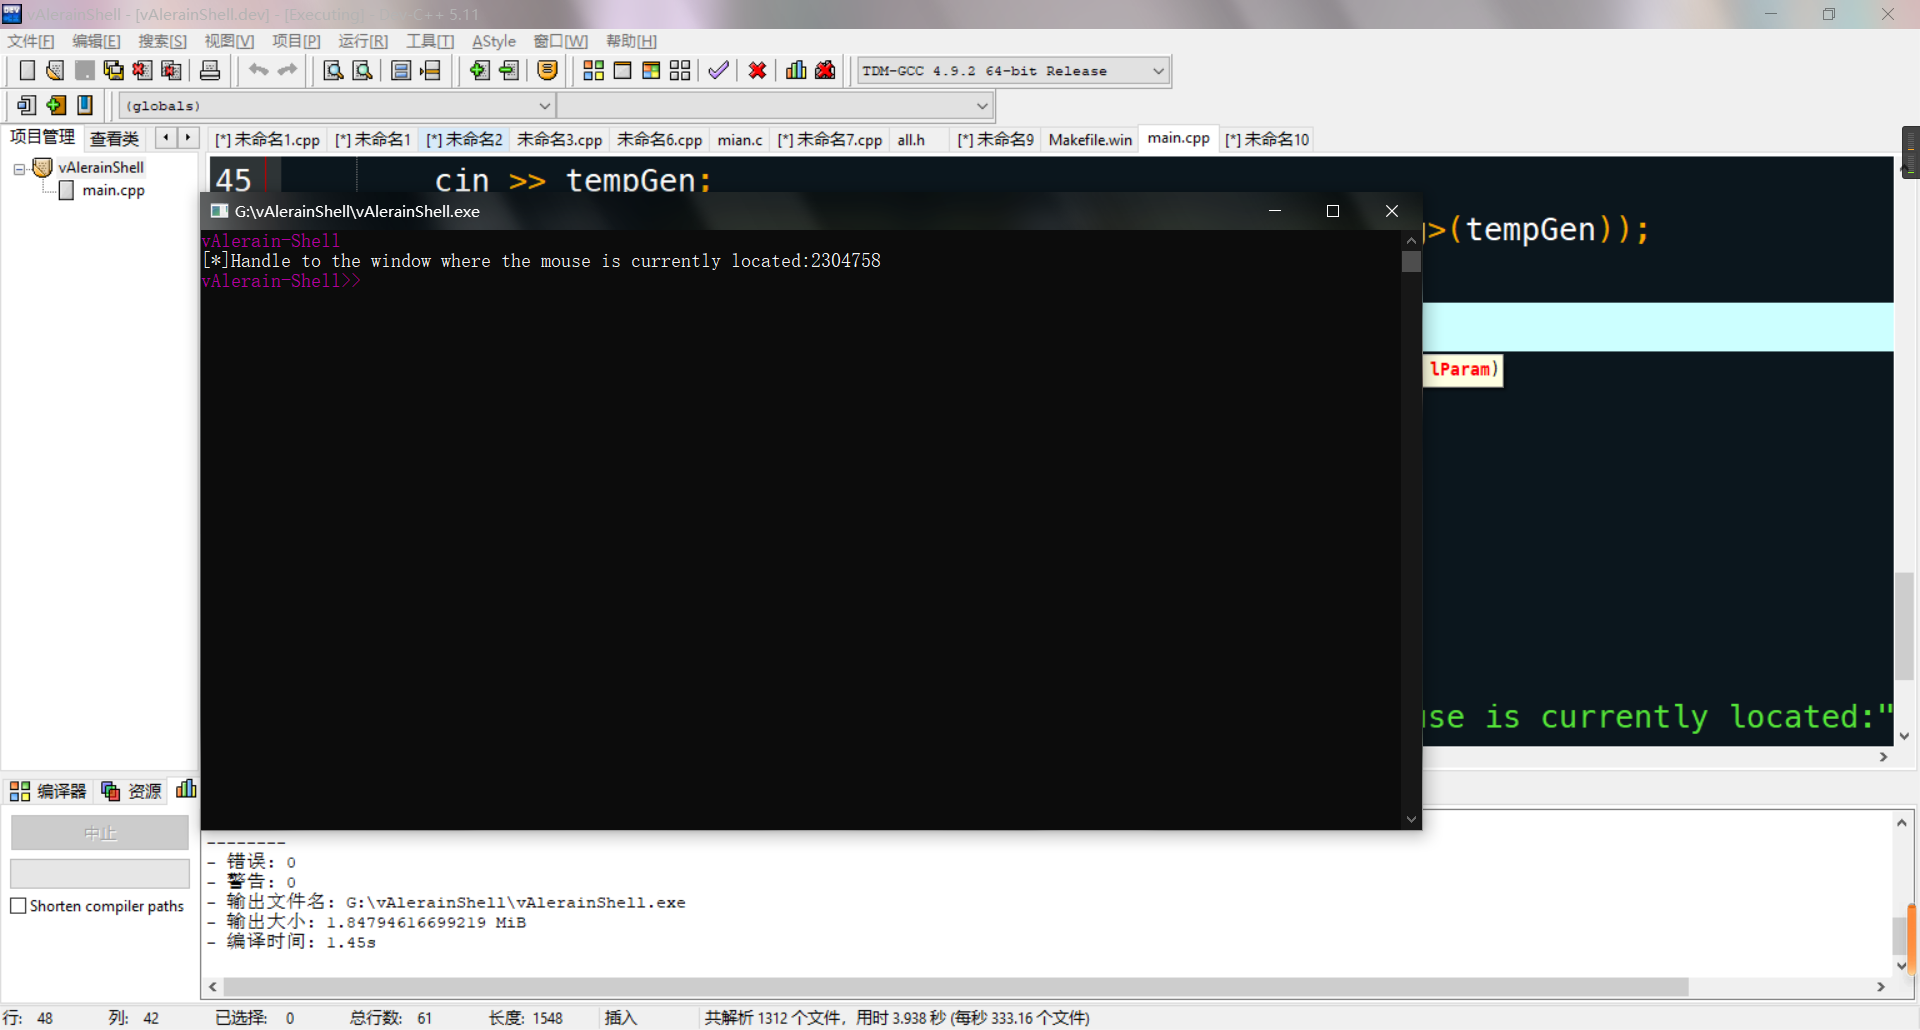 vAlerainShell - [vAlerainShell.dev] - [Executing] - Dev-C++ 5.11
文件[F] 编辑[E] 搜索[S] 视图[V] 项目[P] 运行[R] 工具[T] AStyle 窗口[W] 帮助[H]
TDM-GCC 4.9.2 64-bit Release
(globals)
项目管理 查看类
[*] 未命名1.cpp [*] 未命名1 [*] 未命名2 未命名3.cpp 未命名6.cpp mian.c [*] 未命名7.cpp all.h [*] 未命名9 Makefile.win main.cpp [*] 未命名10
vAlerainShell
main.cpp
45 cin >> tempGen;
>(tempGen));
G:\vAlerainShell\vAlerainShell.exe
vAlerain-Shell
[*]Handle to the window where the mouse is currently located:2304758
vAlerain-Shell>>
lParam)
use is currently located:"
编译器 资源
中止
Shorten compiler paths
--------
- 错误: 0
- 警告: 0
- 输出文件名: G:\vAlerainShell\vAlerainShell.exe
- 输出大小: 1.84794616699219 MiB
- 编译时间: 1.45s
行: 48 列: 42 已选择: 0 总行数: 61 长度: 1548 插入 共解析 1312 个文件，用时 3.938 秒 (每秒 333.16 个文件)